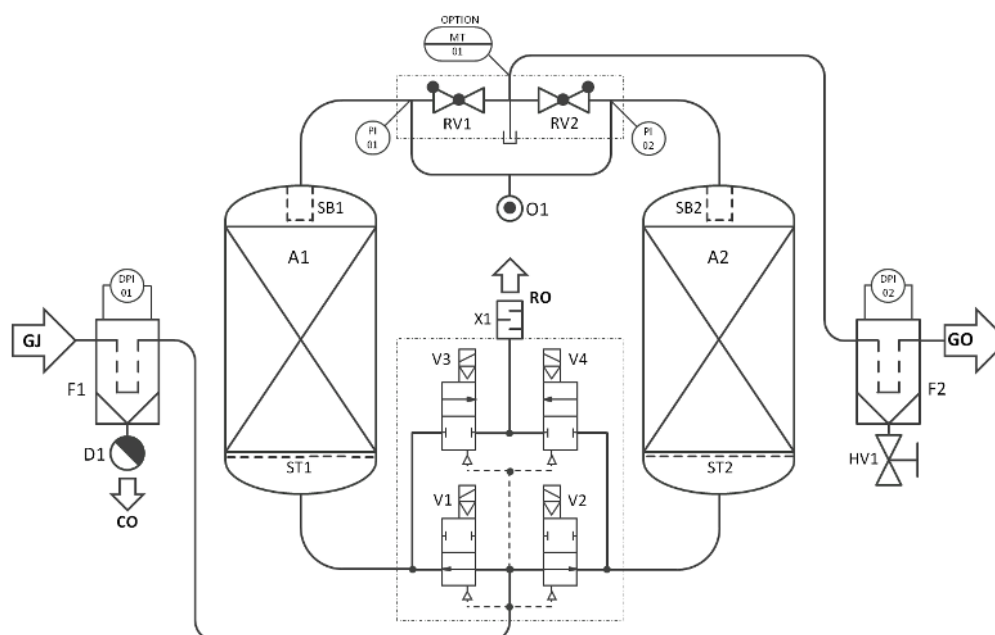 OPTION
MT
01
RV1
RV2
PI
01
PI
02
SB1
SB2
O1
A1
A2
DPI
01
DPI
02
RO
X1
GJ
GO
V3
V4
F1
F2
D1
ST1
ST2
HV1
V1
V2
CO